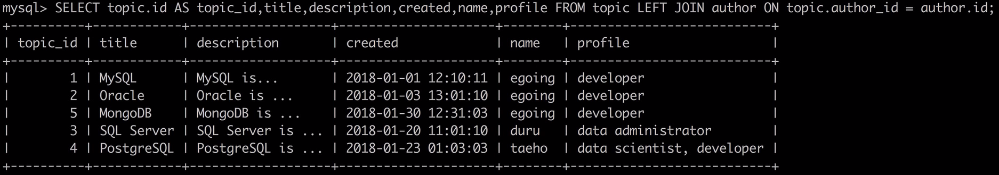 mysql> SELECT topic.id AS topic_id,title,description,created,name,profile FROM topic LEFT JOIN author ON topic.author_id = author.id;
+----------+------------+-------------------+---------------------+--------+---------------------------+
| topic_id | title      | description       | created             | name   | profile                   |
+----------+------------+-------------------+---------------------+--------+---------------------------+
|        1 | MySQL      | MySQL is...       | 2018-01-01 12:10:11 | egoing | developer                 |
|        2 | Oracle     | Oracle is ...     | 2018-01-03 13:01:10 | egoing | developer                 |
|        5 | MongoDB    | MongoDB is ...    | 2018-01-30 12:31:03 | egoing | developer                 |
|        3 | SQL Server | SQL Server is ... | 2018-01-20 11:01:10 | duru   | data administrator        |
|        4 | PostgreSQL | PostgreSQL is ... | 2018-01-23 01:03:03 | taeho  | data scientist, developer |
+----------+------------+-------------------+---------------------+--------+---------------------------+